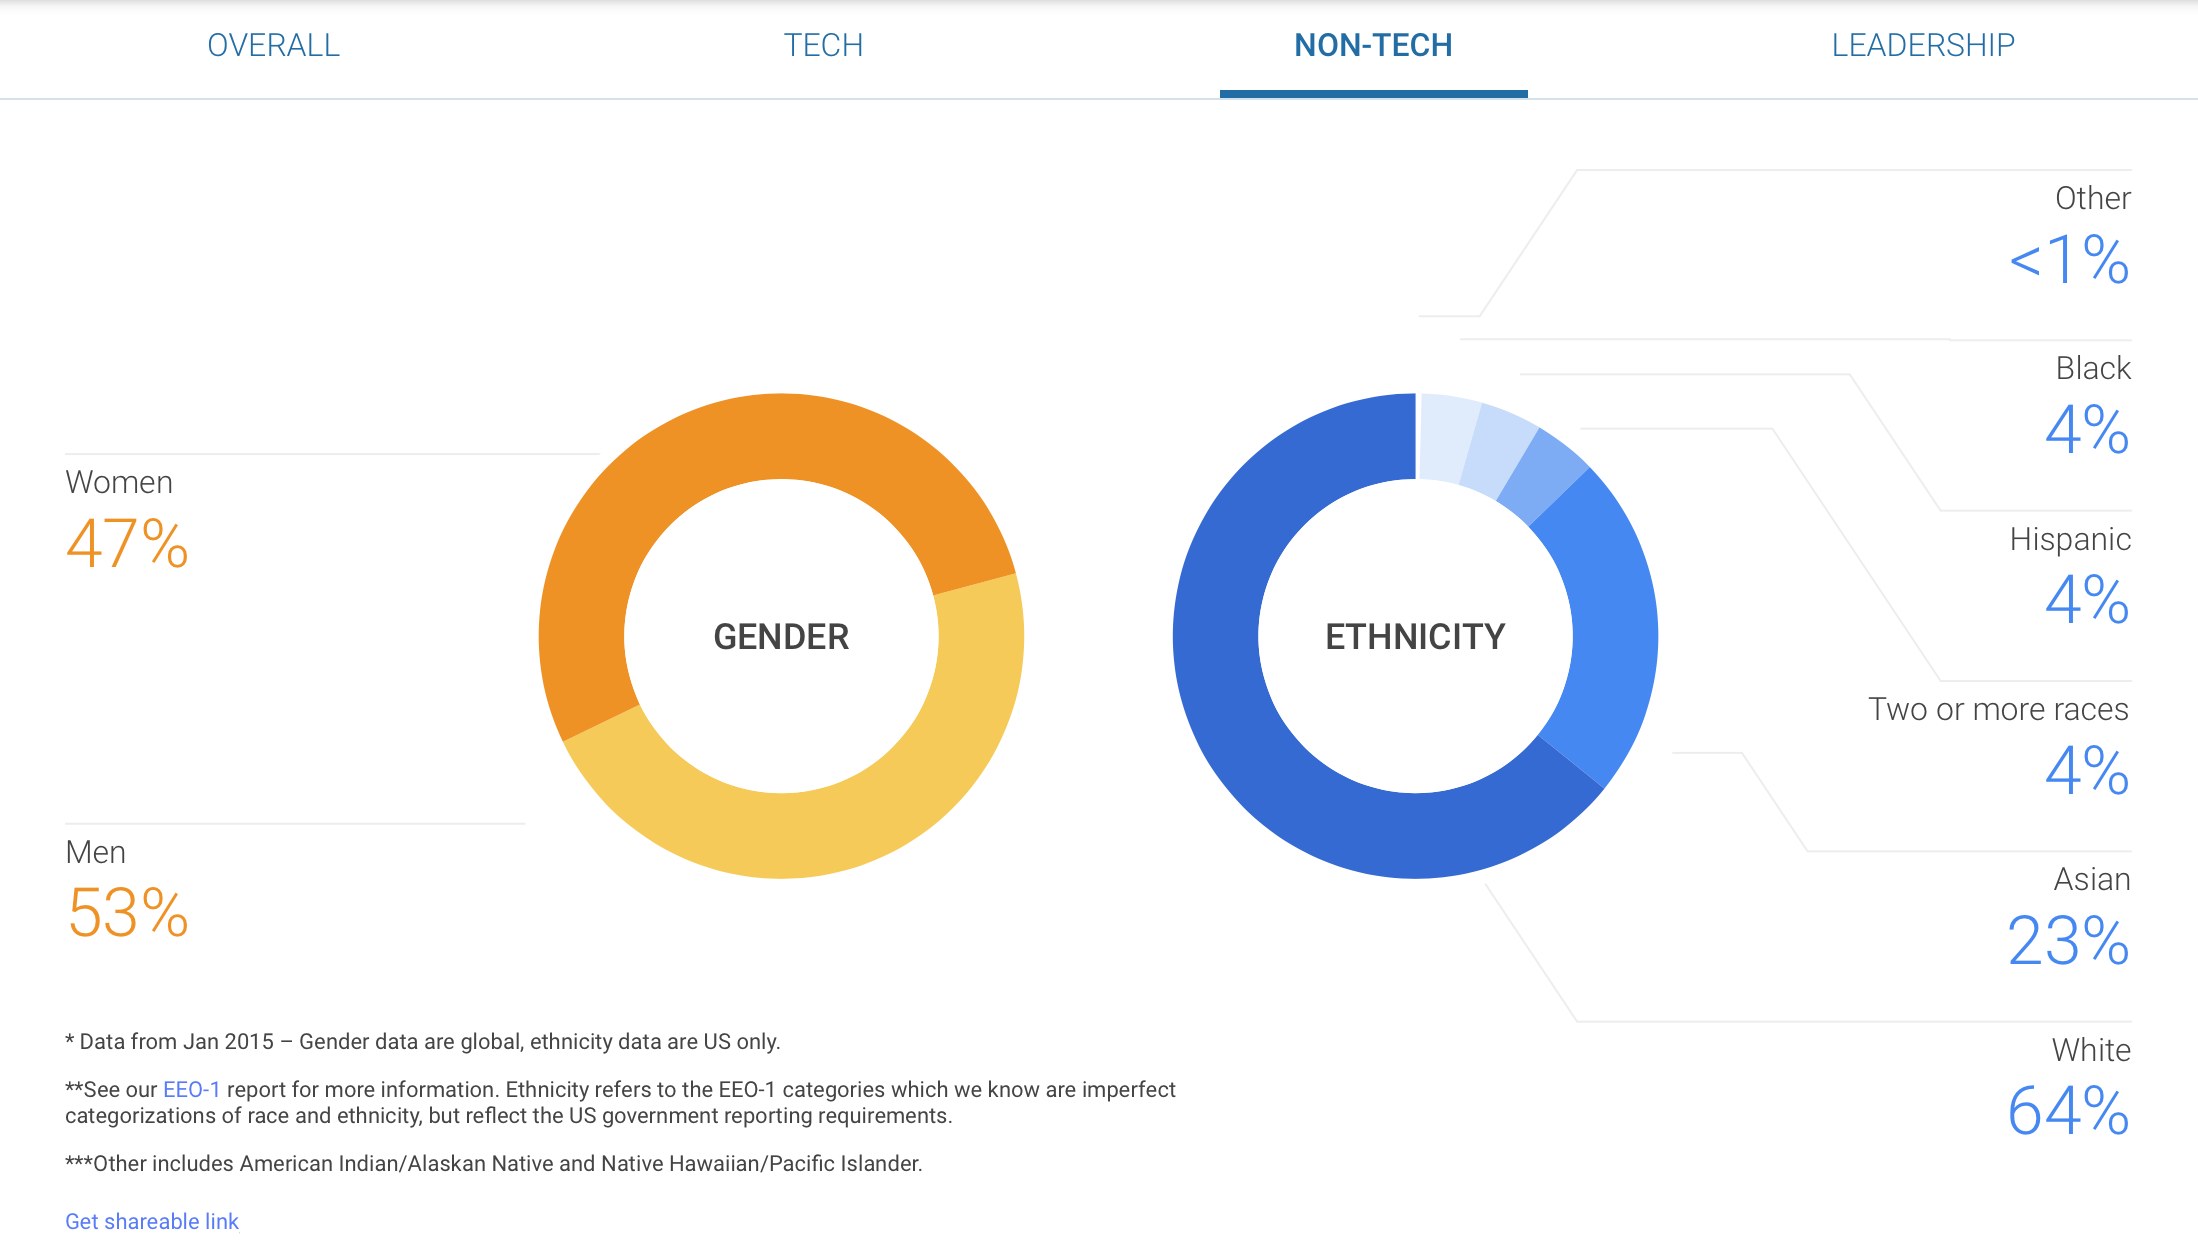 OVERALL
TECH
NON-TECH
LEADERSHIP
Other
<1%
Black
4%
Hispanic
4%
Two or more races
4%
Asian
23%
White
64%
Women
47%
Men
53%
GENDER
ETHNICITY
* Data from Jan 2015 – Gender data are global, ethnicity data are US only.
**See our EEO-1 report for more information. Ethnicity refers to the EEO-1 categories which we know are imperfect
categorizations of race and ethnicity, but reflect the US government reporting requirements.
***Other includes American Indian/Alaskan Native and Native Hawaiian/Pacific Islander.
Get shareable link